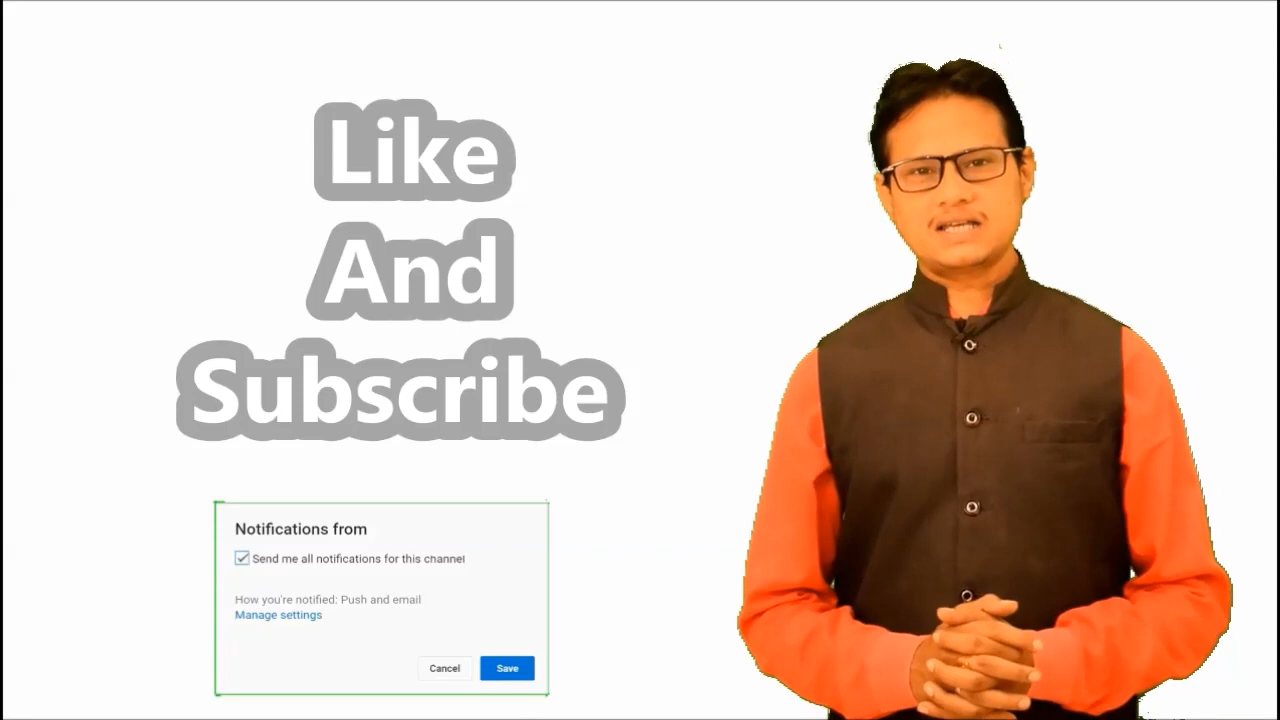 Like
And
Subscribe
Notifications from
Send me all notifications for this channel
How you're notified: Push and email
Manage settings
Cancel Save